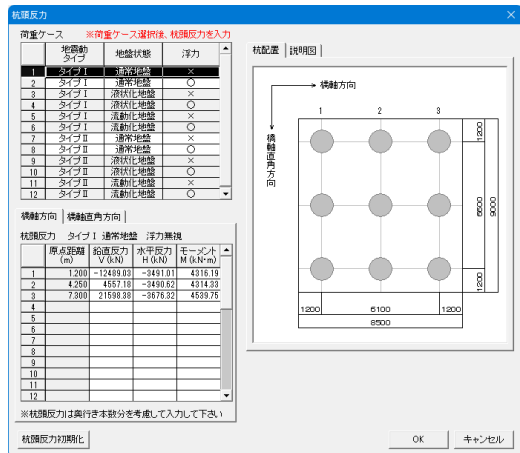 杭頭反力
荷重ケース ※荷重ケース選択後、杭頭反力を入力
地震動タイプ 地盤状態 浮力
1 タイプⅠ 通常地盤 ×
2 タイプⅠ 通常地盤 ○
3 タイプⅠ 液状化地盤 ×
4 タイプⅠ 液状化地盤 ○
5 タイプⅠ 流動化地盤 ×
6 タイプⅠ 流動化地盤 ○
7 タイプⅡ 通常地盤 ×
8 タイプⅡ 通常地盤 ○
9 タイプⅡ 液状化地盤 ×
10 タイプⅡ 液状化地盤 ○
11 タイプⅡ 流動化地盤 ×
12 タイプⅡ 流動化地盤 ○
橋軸方向 橋軸直角方向
杭頭反力 タイプⅠ 通常地盤 浮力無視
原点距離 鉛直反力 水平反力 モーメント
(m) V (kN) H (kN) M (kN・m)
1 1.200 -12489.03 -3491.01 4316.19
2 4.250 4557.18 -3490.62 4314.33
3 7.300 21598.38 -3676.32 4539.75
4
5
6
7
8
9
10
11
12
※杭頭反力は奥行き本数分を考慮して入力して下さい
杭頭反力初期化
杭配置 説明図
橋軸方向
橋軸直角方向
1 2 3
1200
6600
1200
9000
1200 6100 1200
8500
OK キャンセル